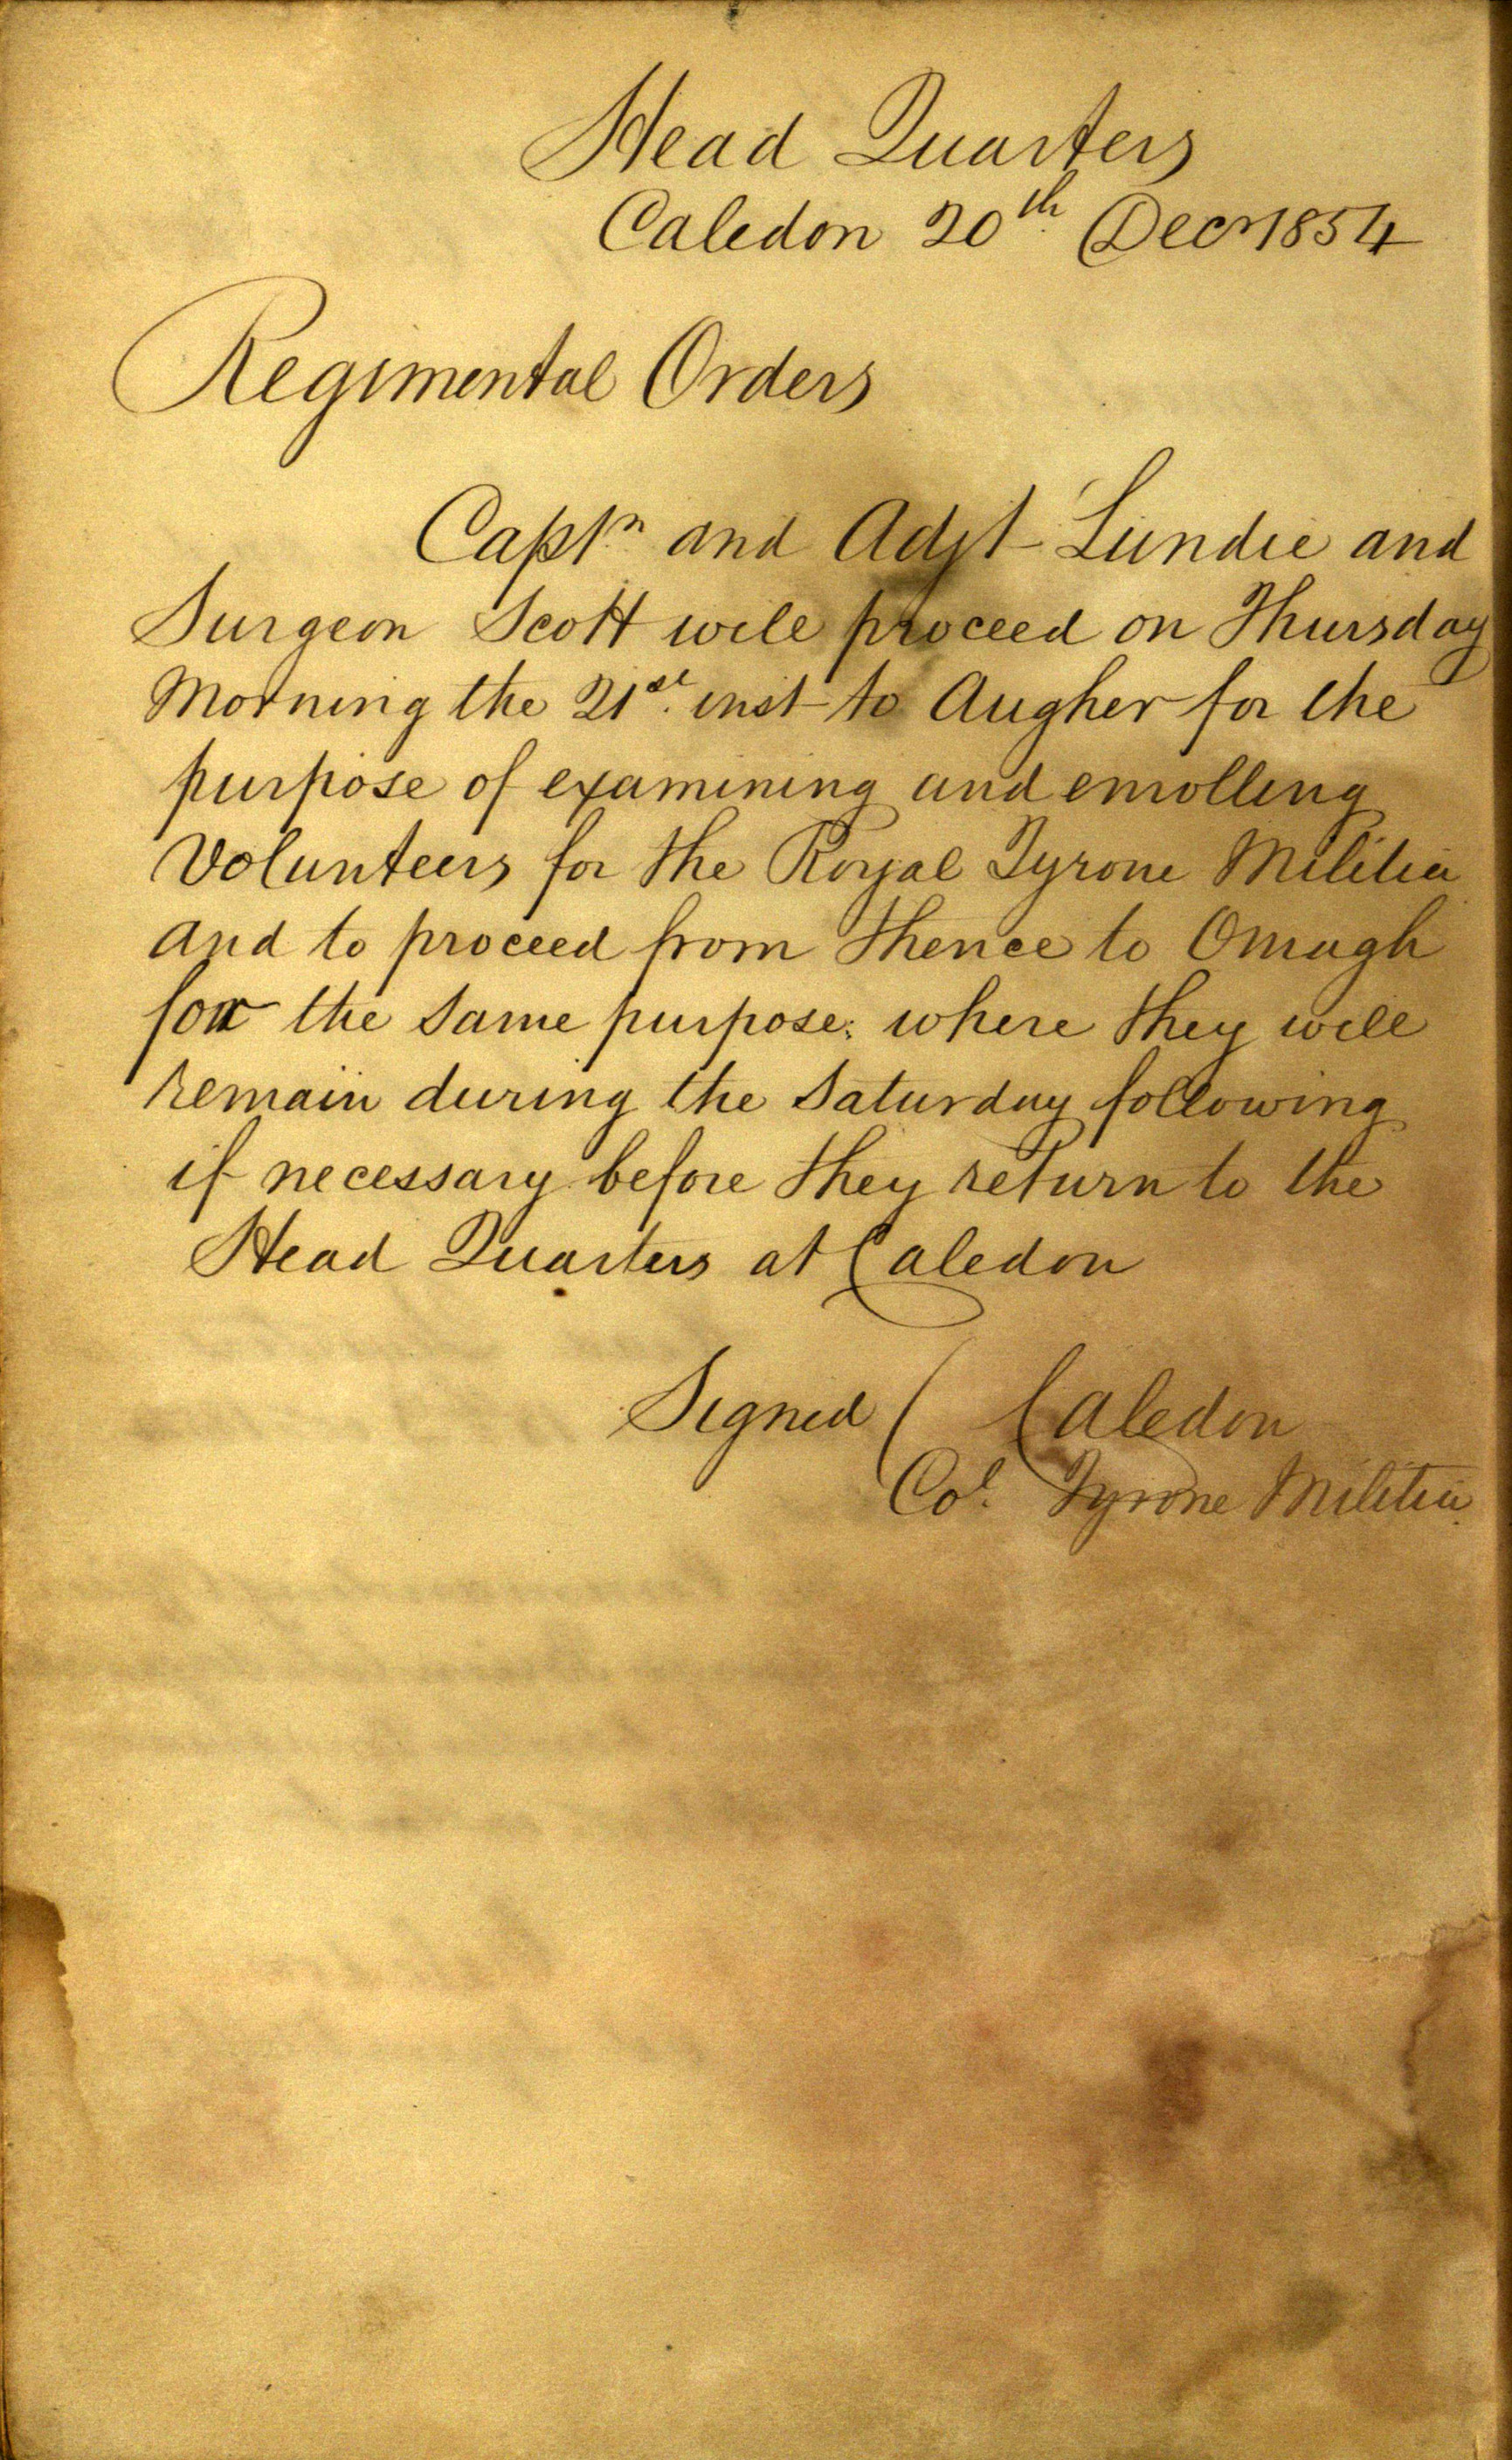 Head Quarters
Caledon 20th. Decr 1854
Regimental Orders
Captn. and Adjt Lundie and
Surgeon Scott will proceed on Thursday
Morning the 21st. inst to Augher for the
purpose of examining and enrolling
Volunteers for the Royal Tyrone Militia
and to proceed from thence to Omagh
for the same purpose; where they will
remain during the Saturday following
if necessary before they return to the
Head Quarters at Caledon
Signed ( Caledon
Col. Tyrone Militia